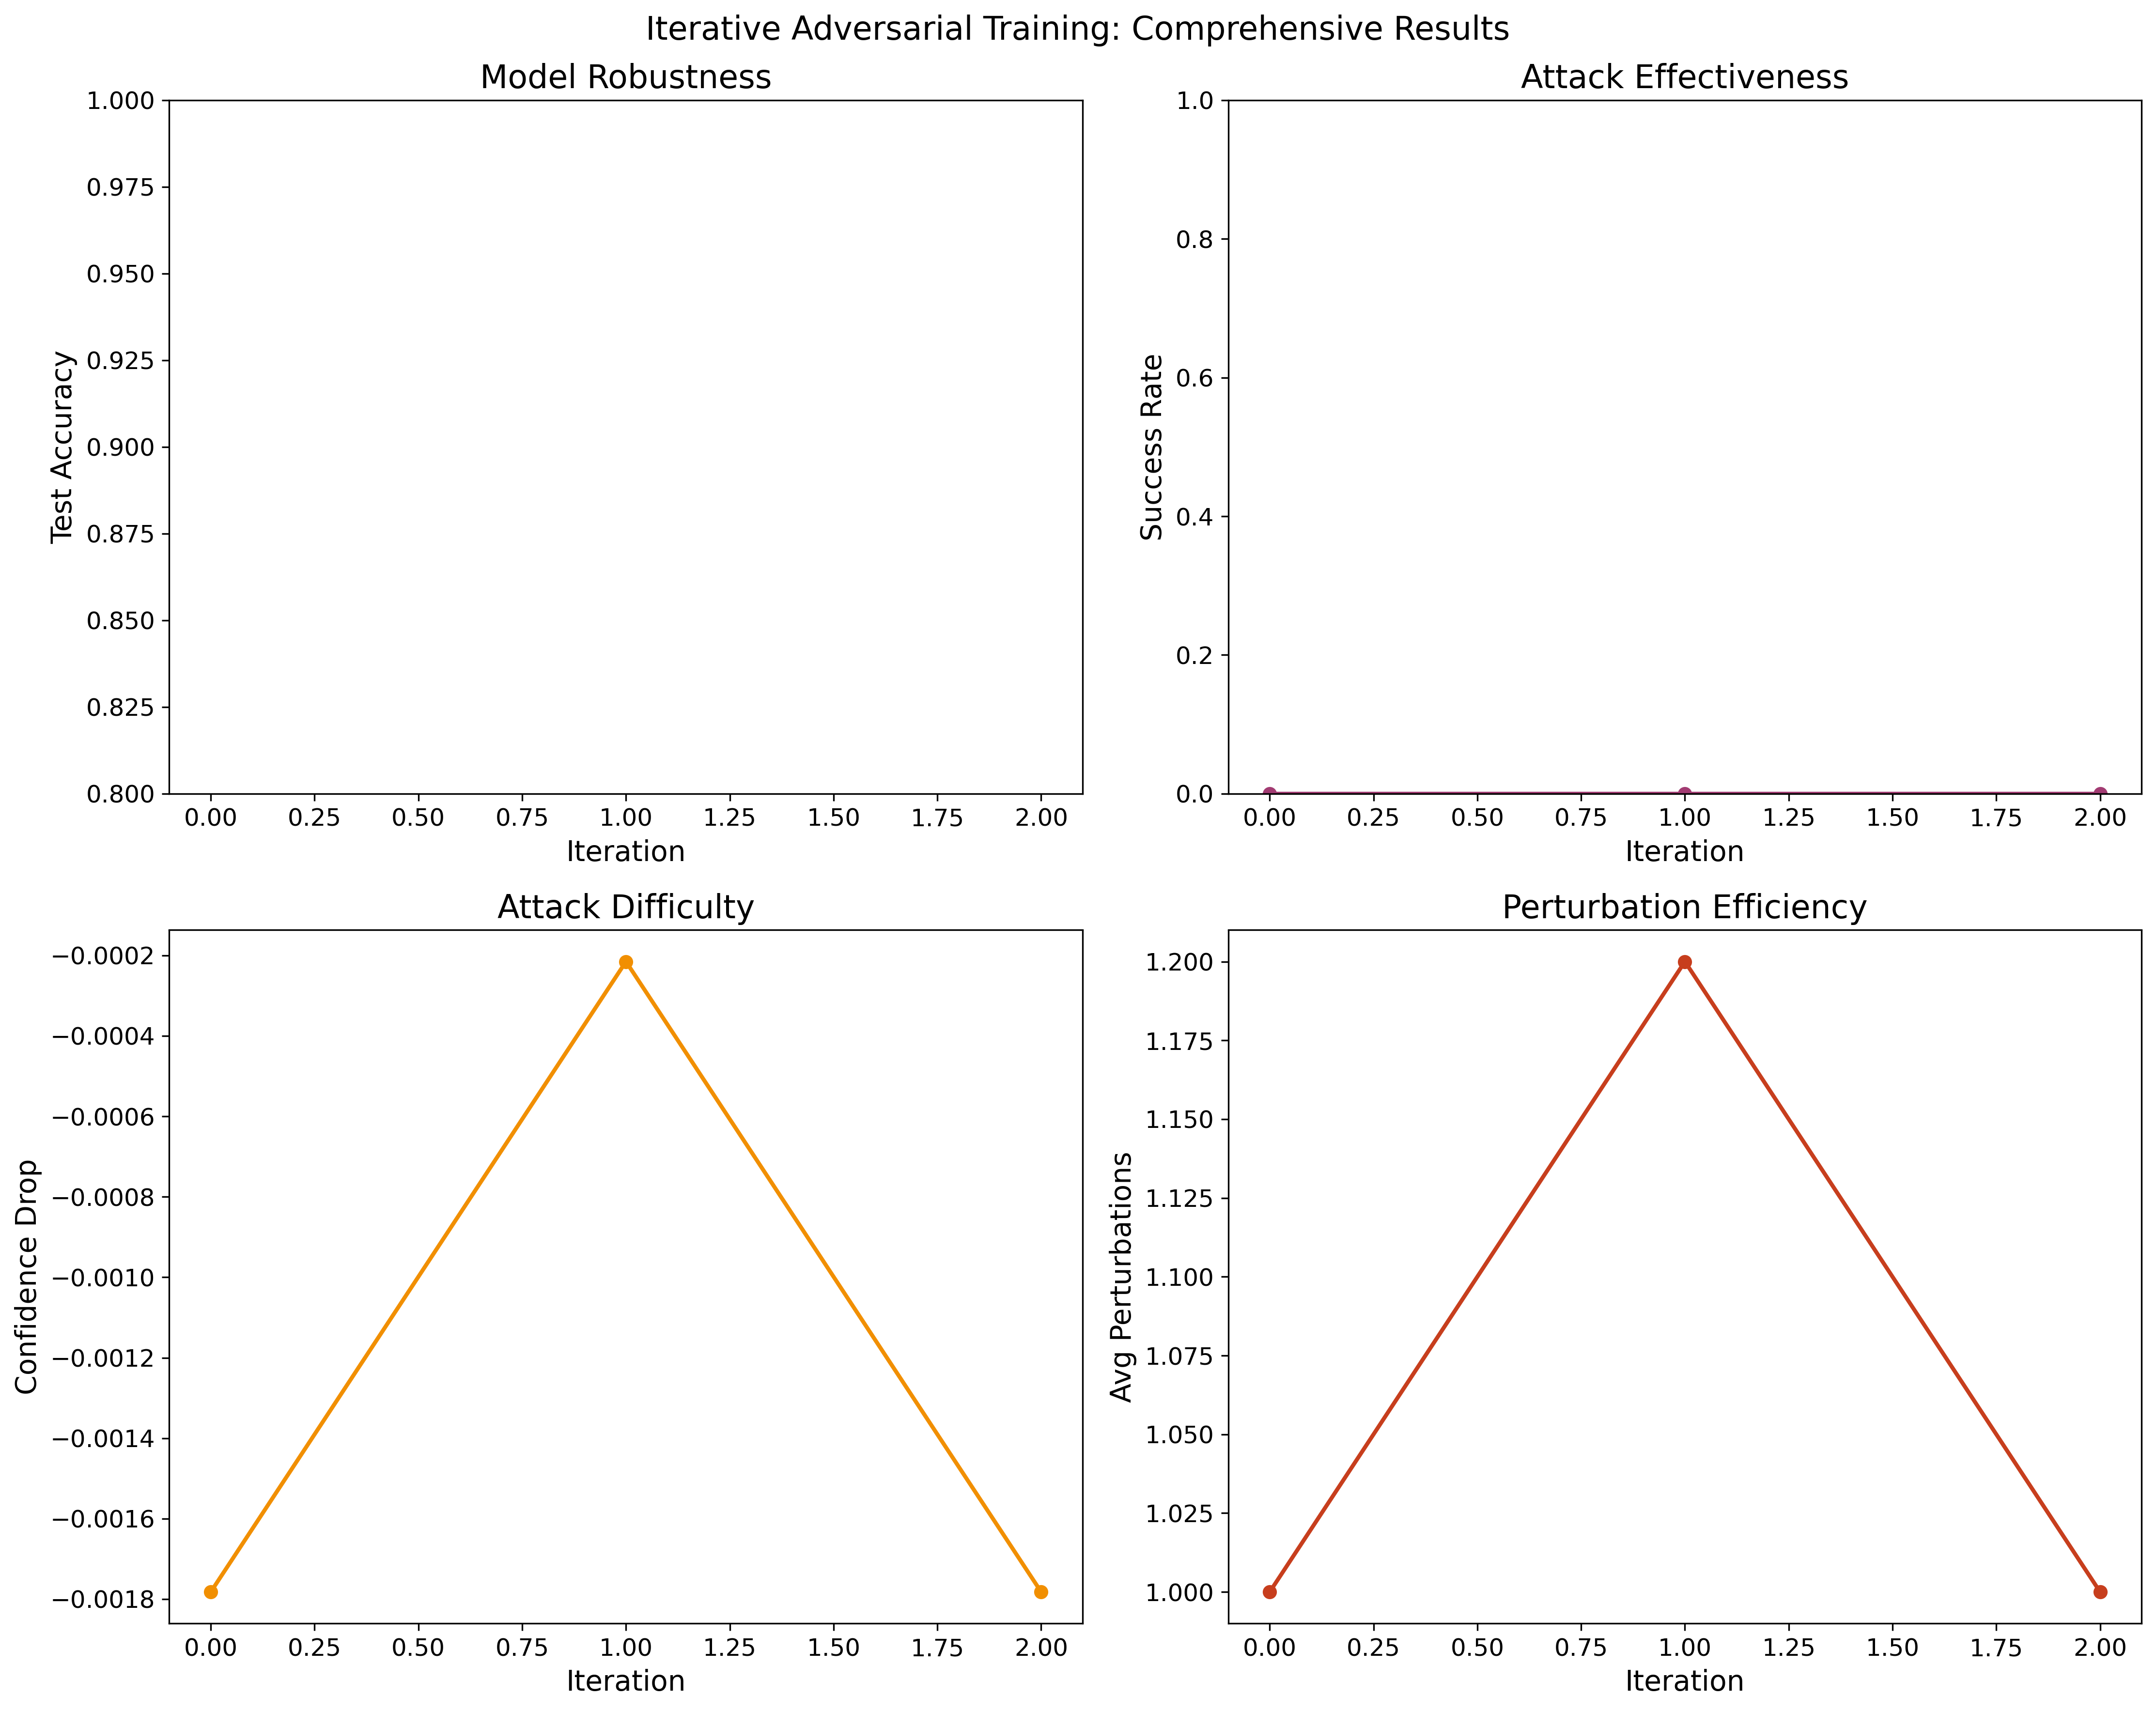 Iterative Adversarial Training: Comprehensive Results
Model Robustness
1.000
0.975
0.950
0.925
0.900
0.875
0.850
0.825
0.800
Test Accuracy
0.00 0.25 0.50 0.75 1.00 1.25 1.50 1.75 2.00
Iteration
Attack Effectiveness
1.0
0.8
0.6
0.4
0.2
0.0
Success Rate
0.00 0.25 0.50 0.75 1.00 1.25 1.50 1.75 2.00
Iteration
Attack Difficulty
−0.0002
−0.0004
−0.0006
−0.0008
−0.0010
−0.0012
−0.0014
−0.0016
−0.0018
Confidence Drop
0.00 0.25 0.50 0.75 1.00 1.25 1.50 1.75 2.00
Iteration
Perturbation Efficiency
1.200
1.175
1.150
1.125
1.100
1.075
1.050
1.025
1.000
Avg Perturbations
0.00 0.25 0.50 0.75 1.00 1.25 1.50 1.75 2.00
Iteration